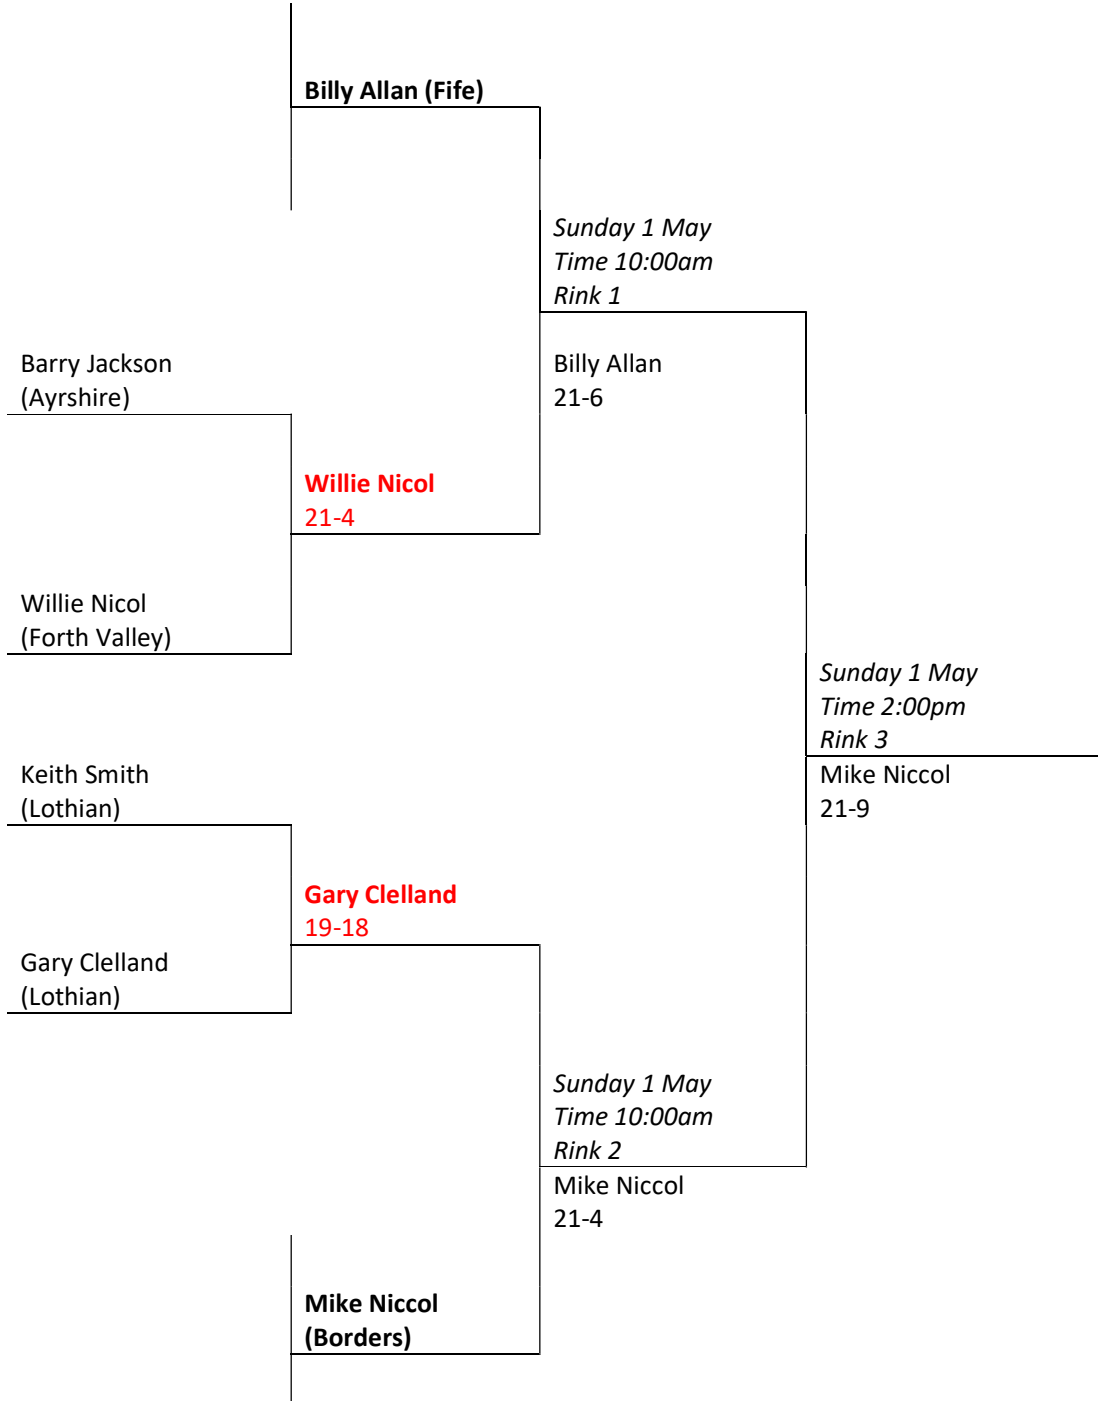 Billy Allan (Fife)
Sunday 1 May
Time 10:00am
Rink 1
Barry Jackson
(Ayrshire)
Billy Allan
21-6
Willie Nicol
21-4
Willie Nicol
(Forth Valley)
Sunday 1 May
Time 2:00pm
Rink 3
Keith Smith
(Lothian)
Mike Niccol
21-9
Gary Clelland
19-18
Gary Clelland
(Lothian)
Sunday 1 May
Time 10:00am
Rink 2
Mike Niccol
21-4
Mike Niccol
(Borders)